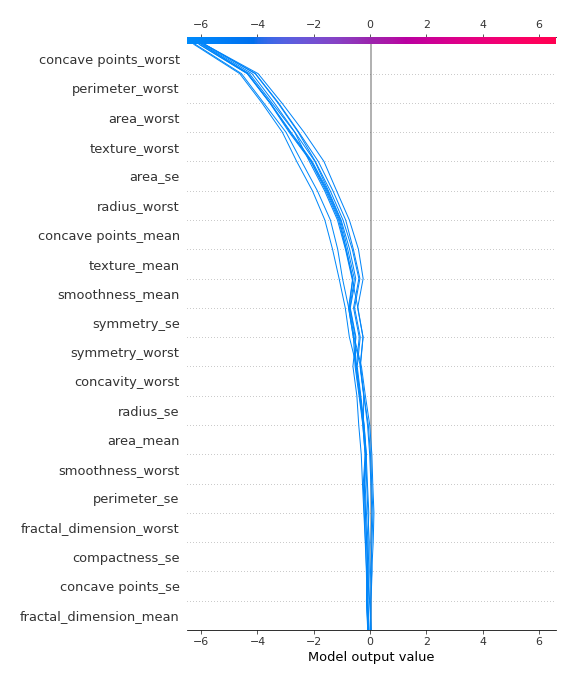 −6 −4 −2 0 2 4 6
concave points_worst
perimeter_worst
area_worst
texture_worst
area_se
radius_worst
concave points_mean
texture_mean
smoothness_mean
symmetry_se
symmetry_worst
concavity_worst
radius_se
area_mean
smoothness_worst
perimeter_se
fractal_dimension_worst
compactness_se
concave points_se
fractal_dimension_mean
−6 −4 −2 0 2 4 6
Model output value